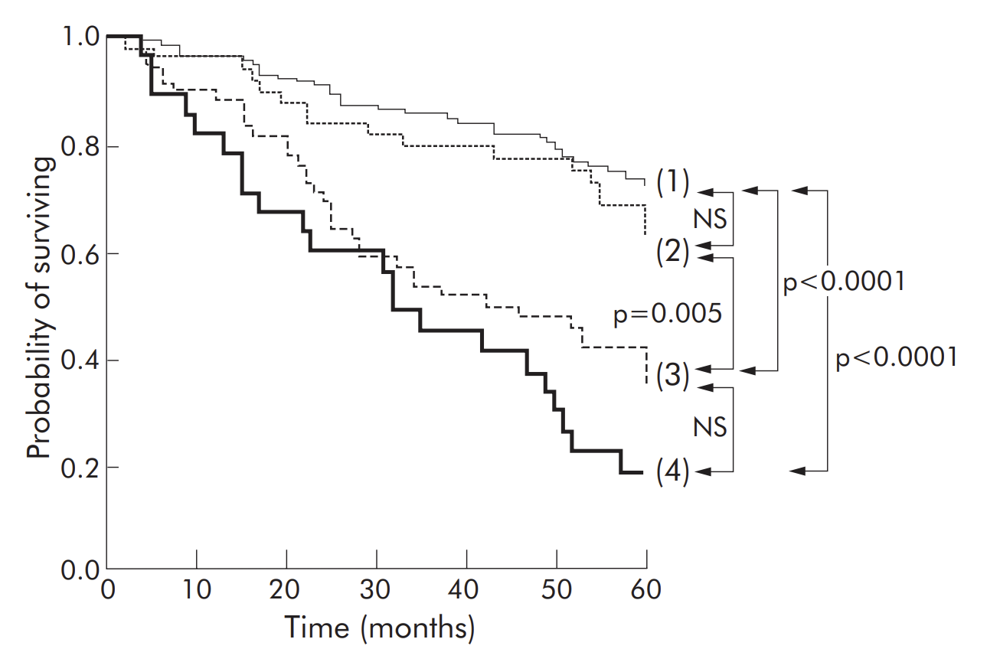 Probability of surviving
1.0
0.8
0.6
0.4
0.2
0.0
0 10 20 30 40 50 60
Time (months)
(1)
NS
(2)
p<0.0001
p=0.005
p<0.0001
(3)
NS
(4)